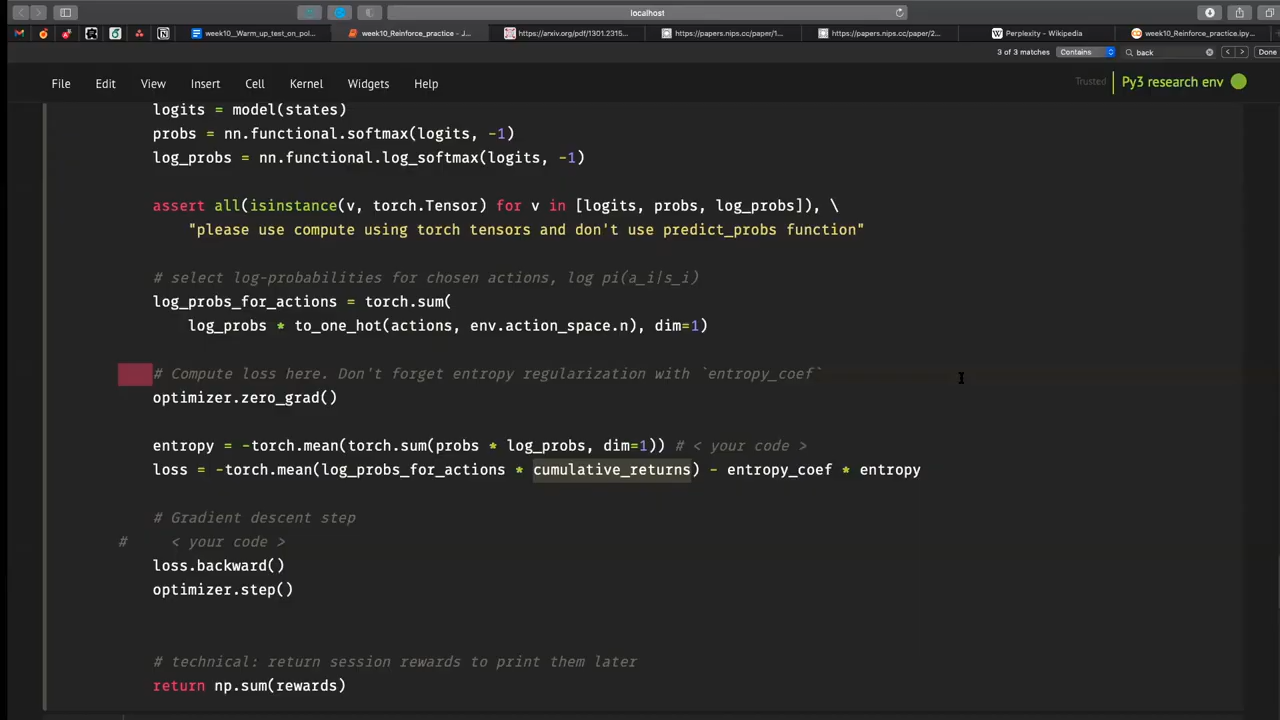 localhost
week10_Warm_up_test_on_pol...
week10_Reinforce_practice - J...
https://arxiv.org/pdf/1301.2315...
https://papers.nips.cc/paper/1...
https://papers.nips.cc/paper/2...
Perplexity - Wikipedia
week10_Reinforce_practice.ipy...
3 of 3 matches Contains back Done
File Edit View Insert Cell Kernel Widgets Help Trusted Py3 research env
logits = model(states)
probs = nn.functional.softmax(logits, -1)
log_probs = nn.functional.log_softmax(logits, -1)
assert all(isinstance(v, torch.Tensor) for v in [logits, probs, log_probs]), \
"please use compute using torch tensors and don't use predict_probs function"
# select log-probabilities for chosen actions, log pi(a_i|s_i)
log_probs_for_actions = torch.sum(
log_probs * to_one_hot(actions, env.action_space.n), dim=1)
# Compute loss here. Don't forget entropy regularization with `entropy_coef`
optimizer.zero_grad()
entropy = -torch.mean(torch.sum(probs * log_probs, dim=1)) # < your code >
loss = -torch.mean(log_probs_for_actions * cumulative_returns) - entropy_coef * entropy
# Gradient descent step
# < your code >
loss.backward()
optimizer.step()
# technical: return session rewards to print them later
return np.sum(rewards)